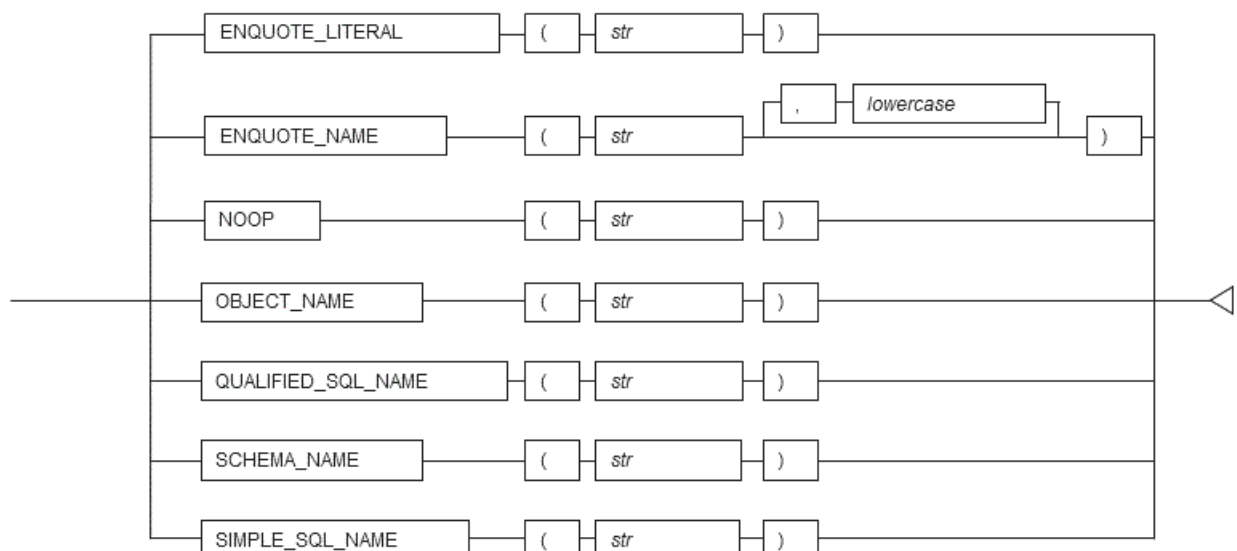 ENQUOTE_LITERAL ( str )
, lowercase
ENQUOTE_NAME ( str )
NOOP ( str )
OBJECT_NAME ( str )
QUALIFIED_SQL_NAME ( str )
SCHEMA_NAME ( str )
SIMPLE_SQL_NAME ( str )